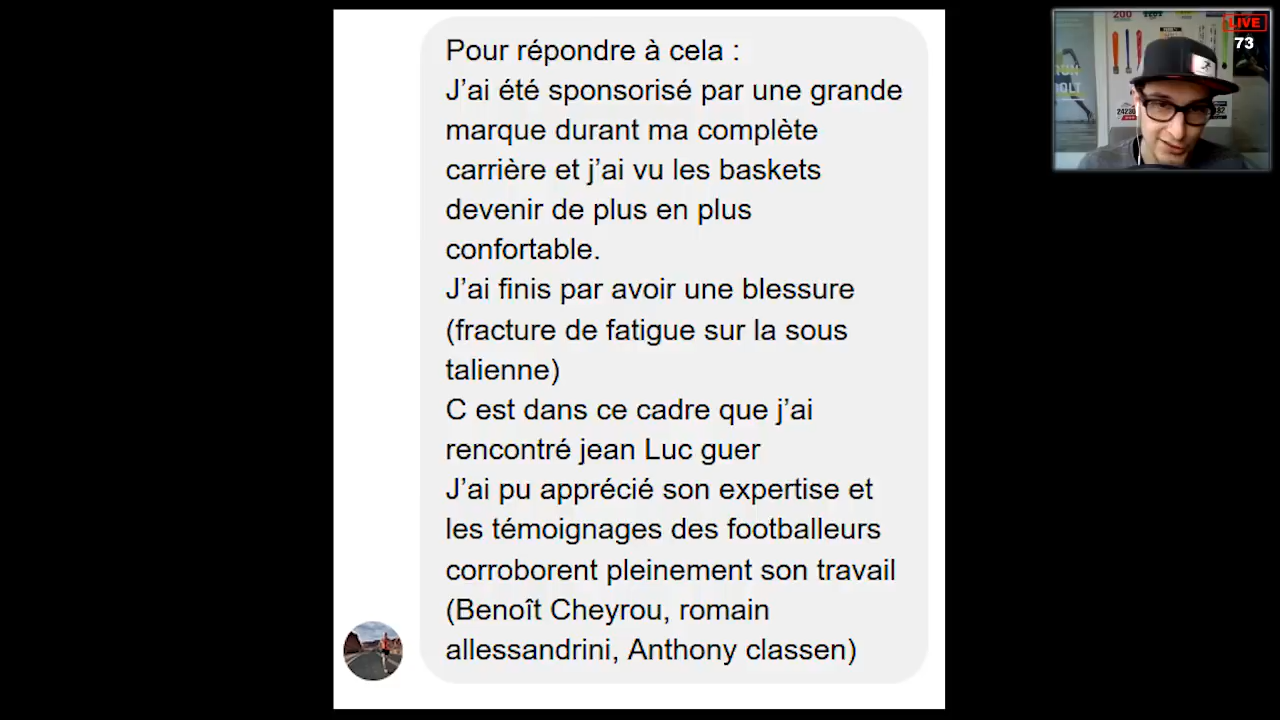 Pour répondre à cela :
J’ai été sponsorisé par une grande
marque durant ma complète
carrière et j’ai vu les baskets
devenir de plus en plus
confortable.
J’ai finis par avoir une blessure
(fracture de fatigue sur la sous
talienne)
C est dans ce cadre que j’ai
rencontré jean Luc guer
J’ai pu apprécié son expertise et
les témoignages des footballeurs
corroborent pleinement son travail
(Benoît Cheyrou, romain
allessandrini, Anthony classen)
LIVE
73
200